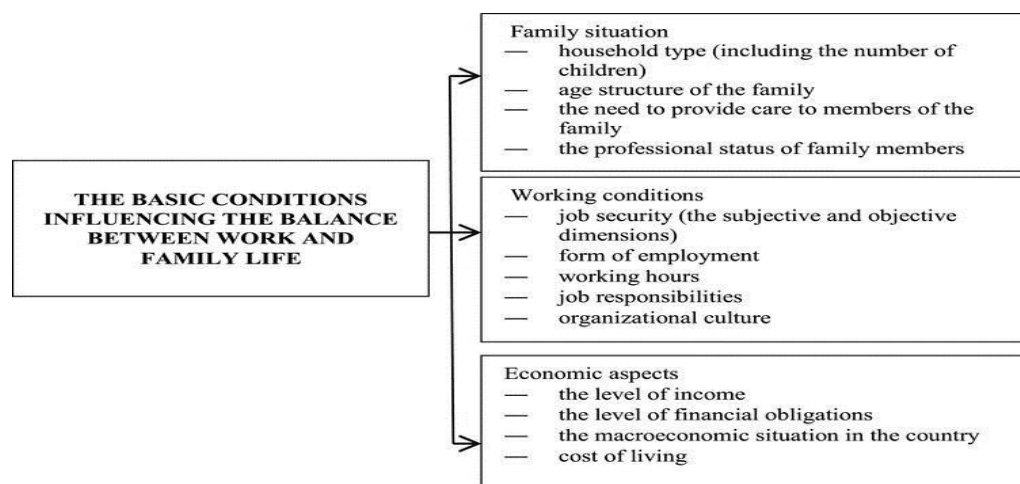 THE BASIC CONDITIONS
INFLUENCING THE BALANCE
BETWEEN WORK AND
FAMILY LIFE
Family situation
— household type (including the number of
children)
— age structure of the family
— the need to provide care to members of the
family
— the professional status of family members
Working conditions
— job security (the subjective and objective
dimensions)
— form of employment
— working hours
— job responsibilities
— organizational culture
Economic aspects
— the level of income
— the level of financial obligations
— the macroeconomic situation in the country
— cost of living